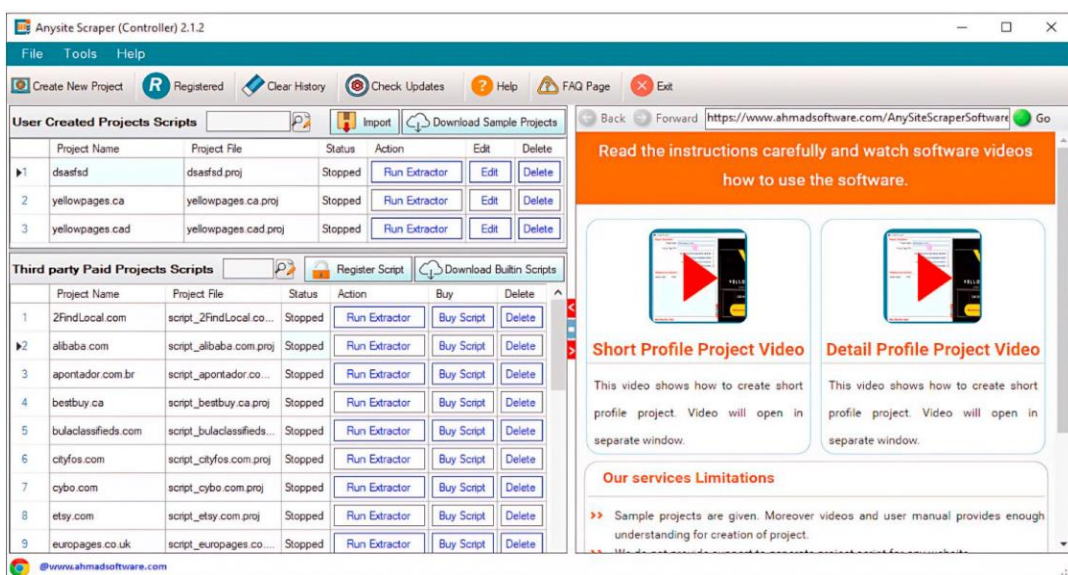 Anysite Scraper (Controller) 2.1.2
File Tools Help
Create New Project R Registered Clear History Check Updates ? Help FAQ Page Exit
User Created Projects Scripts Import Download Sample Projects
Project Name Project File Status Action Edit Delete
1 dsasfsd dsasfsd.proj Stopped Run Extractor Edit Delete
2 yellowpages.ca yellowpages.ca.proj Stopped Run Extractor Edit Delete
3 yellowpages.cad yellowpages.cad.proj Stopped Run Extractor Edit Delete
Third party Paid Projects Scripts Register Script Download Builtin Scripts
Project Name Project File Status Action Buy Delete
1 2FindLocal.com script_2FindLocal.co... Stopped Run Extractor Buy Script Delete
2 alibaba.com script_alibaba.com.proj Stopped Run Extractor Buy Script Delete
3 apontador.com.br script_apontador.co... Stopped Run Extractor Buy Script Delete
4 bestbuy.ca script_bestbuy.ca.proj Stopped Run Extractor Buy Script Delete
5 bulaclassifieds.com script_bulaclassifieds... Stopped Run Extractor Buy Script Delete
6 cityfos.com script_cityfos.com.proj Stopped Run Extractor Buy Script Delete
7 cybo.com script_cybo.com.proj Stopped Run Extractor Buy Script Delete
8 etsy.com script_etsy.com.proj Stopped Run Extractor Buy Script Delete
9 europages.co.uk script_europages.co.... Stopped Run Extractor Buy Script Delete
Back Forward https://www.ahmadsoftware.com/AnySiteScraperSoftware Go
Read the instructions carefully and watch software videos
how to use the software.
Short Profile Project Video
This video shows how to create short
profile project. Video will open in
separate window.
Detail Profile Project Video
This video shows how to create short
profile project. Video will open in
separate window.
Our services Limitations
Sample projects are given. Moreover videos and user manual provides enough
understanding for creation of project.
We do not provide support to generate project script for any website
@www.ahmadsoftware.com